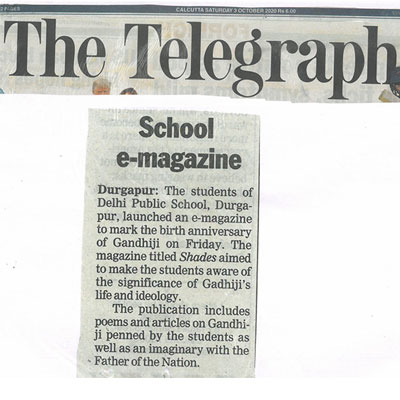 CALCUTTA SATURDAY 3 OCTOBER 2020 Rs 6.00
The Telegraph
School
e-magazine
Durgapur: The students of
Delhi Public School, Durga-
pur, launched an e-magazine
to mark the birth anniversary
of Gandhiji on Friday. The
magazine titled Shades aimed
to make the students aware of
the significance of Gadhiji's
life and ideology.
The publication includes
poems and articles on Gandhi-
ji penned by the students as
well as an imaginary with the
Father of the Nation.